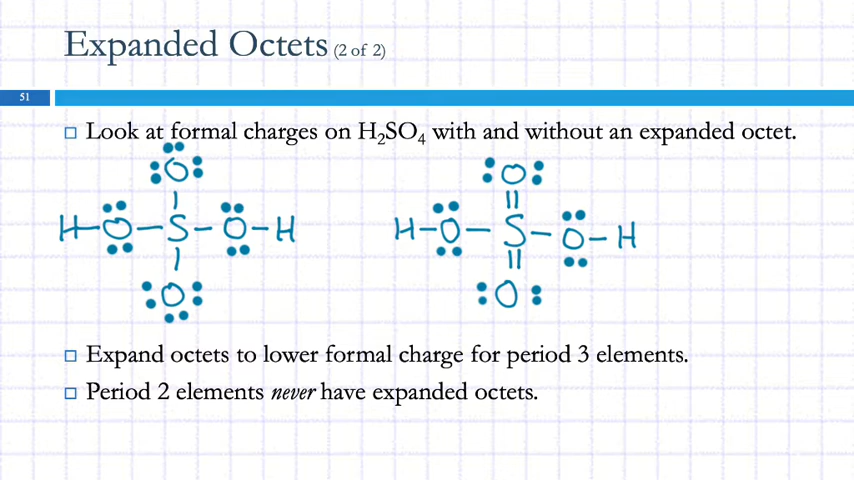 Expanded Octets (2 of 2)
51
Look at formal charges on H₂SO₄ with and without an expanded octet.
O
H–O–S–O–H
O
O
H–O–S–O–H
O
Expand octets to lower formal charge for period 3 elements.
Period 2 elements never have expanded octets.